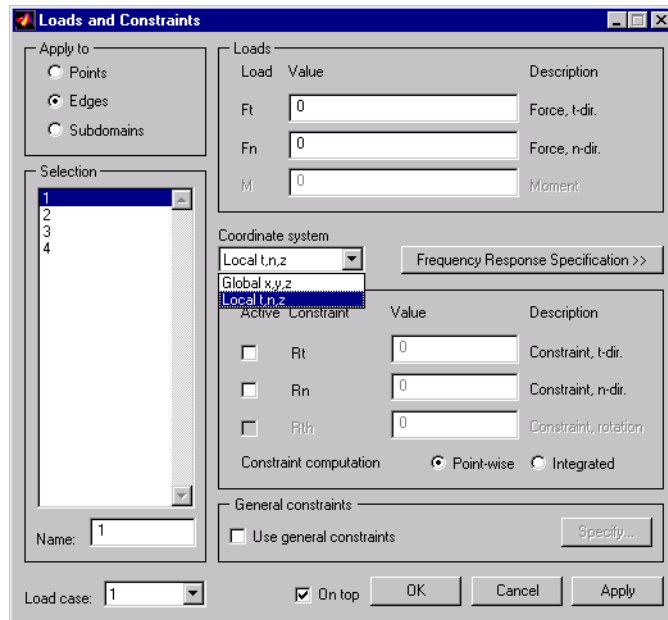 Loads and Constraints
Apply to
Points
Edges
Subdomains
Selection
1
2
3
4
Name: 1
Loads
Load Value Description
Ft 0 Force, t-dir.
Fn 0 Force, n-dir.
M 0 Moment
Coordinate system
Local t,n,z
Frequency Response Specification >>
Global x,y,z
Local t,n,z
Active Constraint Value Description
Rt 0 Constraint, t-dir.
Rn 0 Constraint, n-dir.
Rth 0 Constraint, rotation
Constraint computation Point-wise Integrated
General constraints
Use general constraints Specify...
Load case: 1 On top OK Cancel Apply